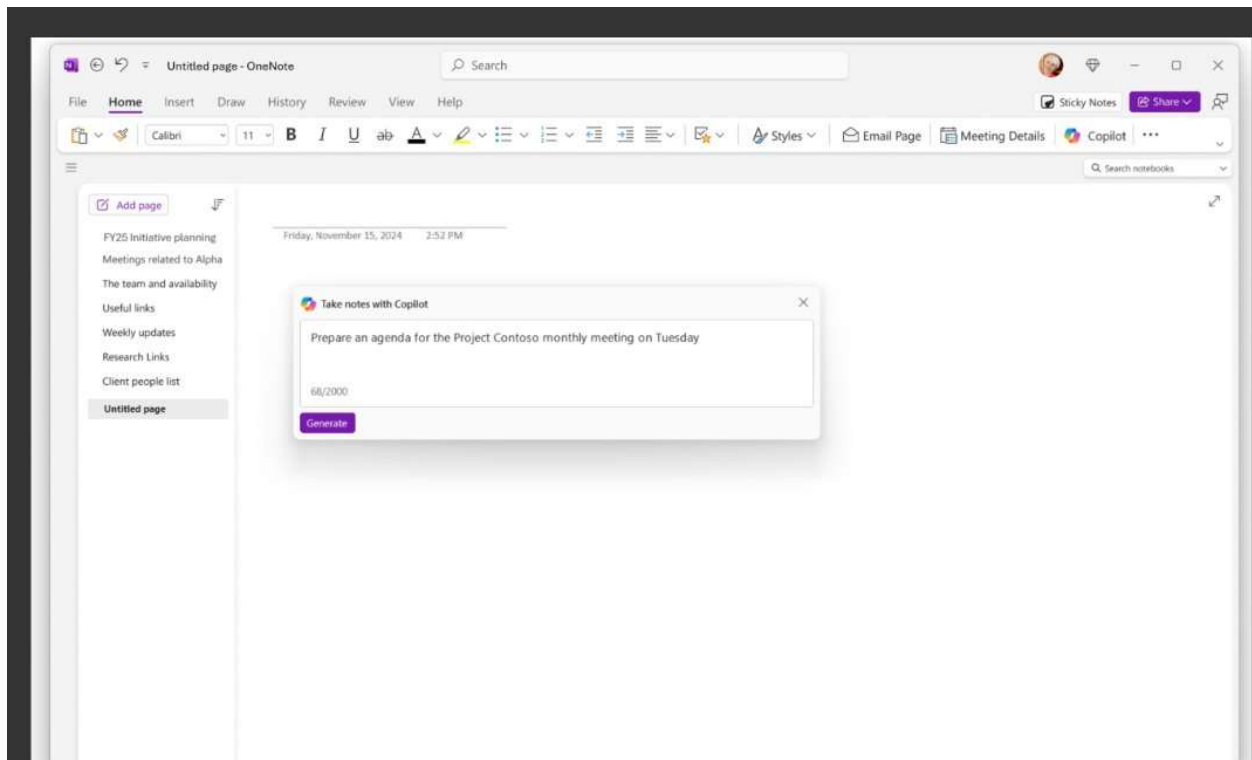 Untitled page - OneNote
Search
File Home Insert Draw History Review View Help
Sticky Notes Share
Calibri 11 B I U ab A Styles Email Page Meeting Details Copilot
Search notebooks
Add page
FY25 Initiative planning
Meetings related to Alpha
The team and availability
Useful links
Weekly updates
Research Links
Client people list
Untitled page
Friday, November 15, 2024 2:52 PM
Take notes with Copilot
Prepare an agenda for the Project Contoso monthly meeting on Tuesday
68/2000
Generate